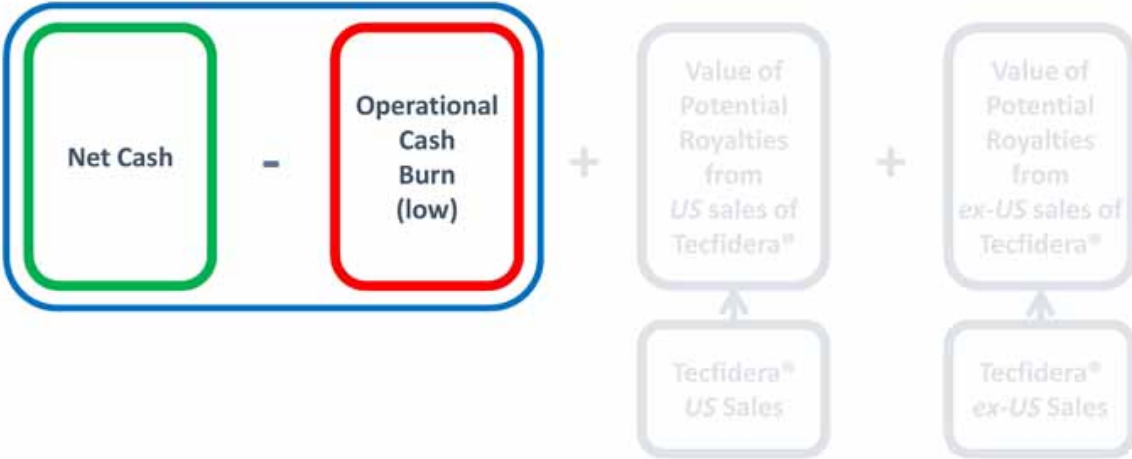 Net Cash
-
Operational
Cash
Burn
(low)
+
Value of
Potential
Royalties
from
US sales of
Tecfidera®
+
Value of
Potential
Royalties
from
ex-US sales of
Tecfidera®
Tecfidera®
US Sales
Tecfidera®
ex-US Sales